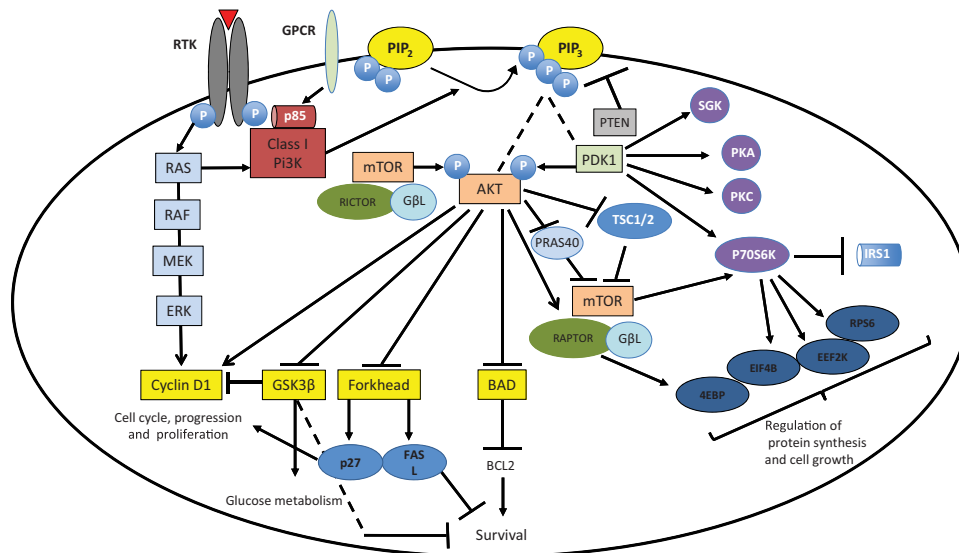 RTK
GPCR
PIP2
PIP3
P
P
P
P
P
P
P
P
p85
Class I
Pi3K
PTEN
SGK
RAS
mTOR
P
P
PDK1
PKA
AKT
PKC
RICTOR
GβL
RAF
TSC1/2
PRAS40
MEK
P70S6K
IRS1
mTOR
ERK
RAPTOR
GβL
RPS6
EEF2K
EIF4B
4EBP
Cyclin D1
GSK3β
Forkhead
BAD
Cell cycle, progression
and proliferation
Regulation of
protein synthesis
and cell growth
p27
FAS
L
BCL2
Glucose metabolism
Survival